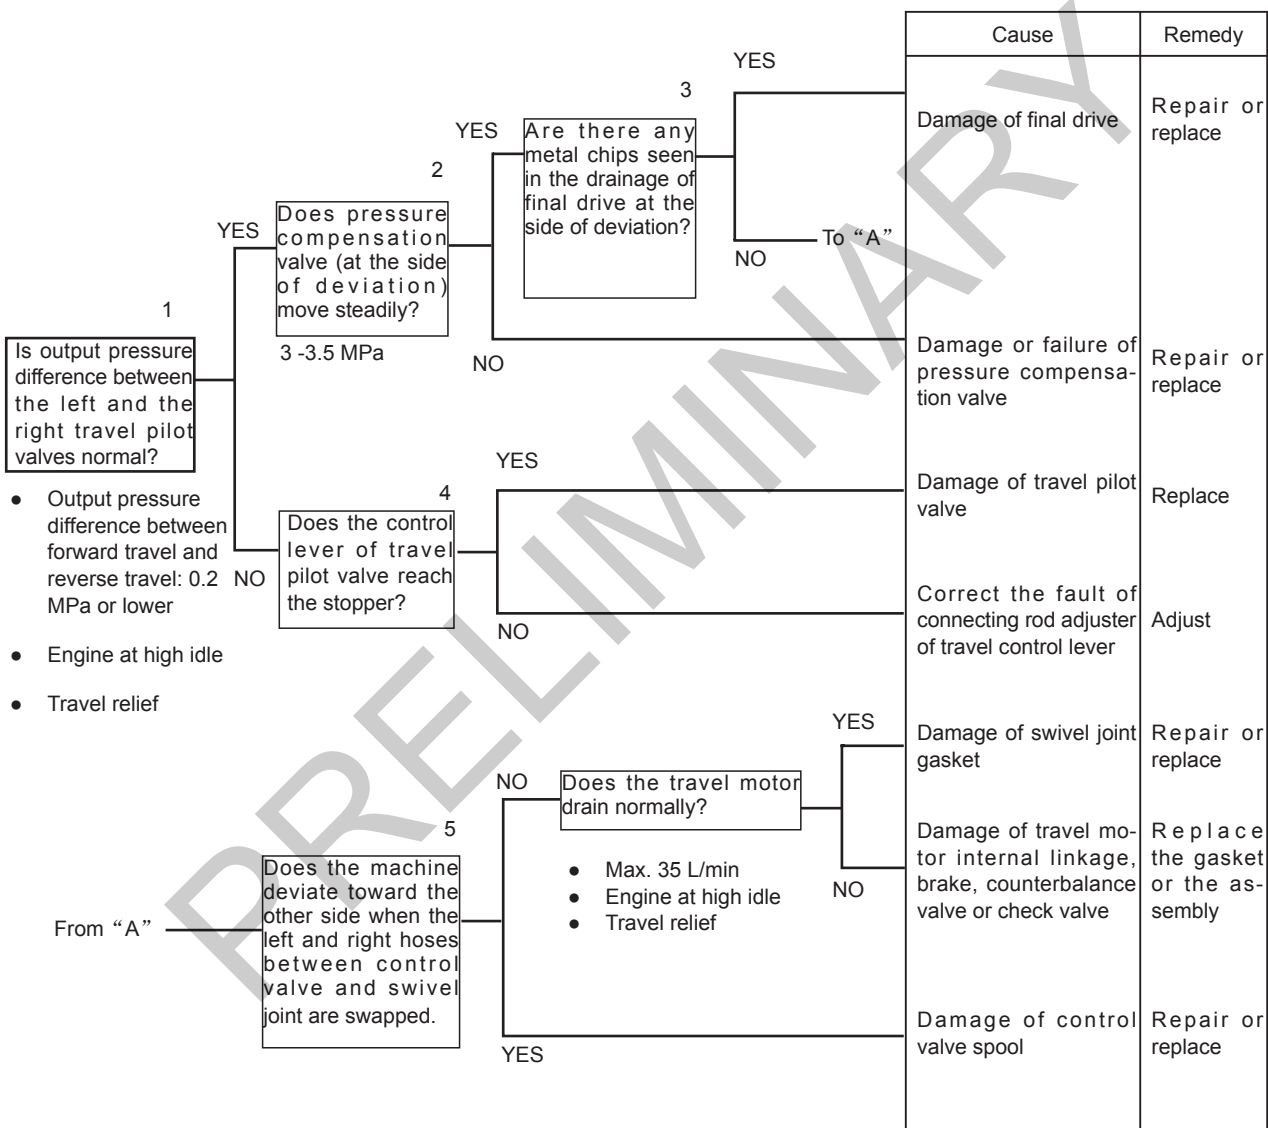 Cause
Remedy
YES
3
Damage of final drive
Repair or
replace
YES
Are there any
metal chips seen
in the drainage of
final drive at the
side of deviation?
2
Does pressure
compensation
valve (at the side
of deviation)
move steadily?
YES
To “A”
NO
1
3 -3.5 MPa
NO
Damage or failure of
pressure compensa-
tion valve
Repair or
replace
Is output pressure
difference between
the left and the
right travel pilot
valves normal?
YES
Damage of travel pilot
valve
Replace
● Output pressure
difference between
forward travel and
reverse travel: 0.2
MPa or lower
NO
4
Does the control
lever of travel
pilot valve reach
the stopper?
NO
Correct the fault of
connecting rod adjuster
of travel control lever
Adjust
● Engine at high idle
● Travel relief
YES
Damage of swivel joint
gasket
Repair or
replace
NO
Does the travel motor
drain normally?
5
● Max. 35 L/min
● Engine at high idle
● Travel relief
NO
Damage of travel mo-
tor internal linkage,
brake, counterbalance
valve or check valve
Replace
the gasket
or the as-
sembly
From “A”
Does the machine
deviate toward the
other side when the
left and right hoses
between control
valve and swivel
joint are swapped.
YES
Damage of control
valve spool
Repair or
replace
PRELIMINARY